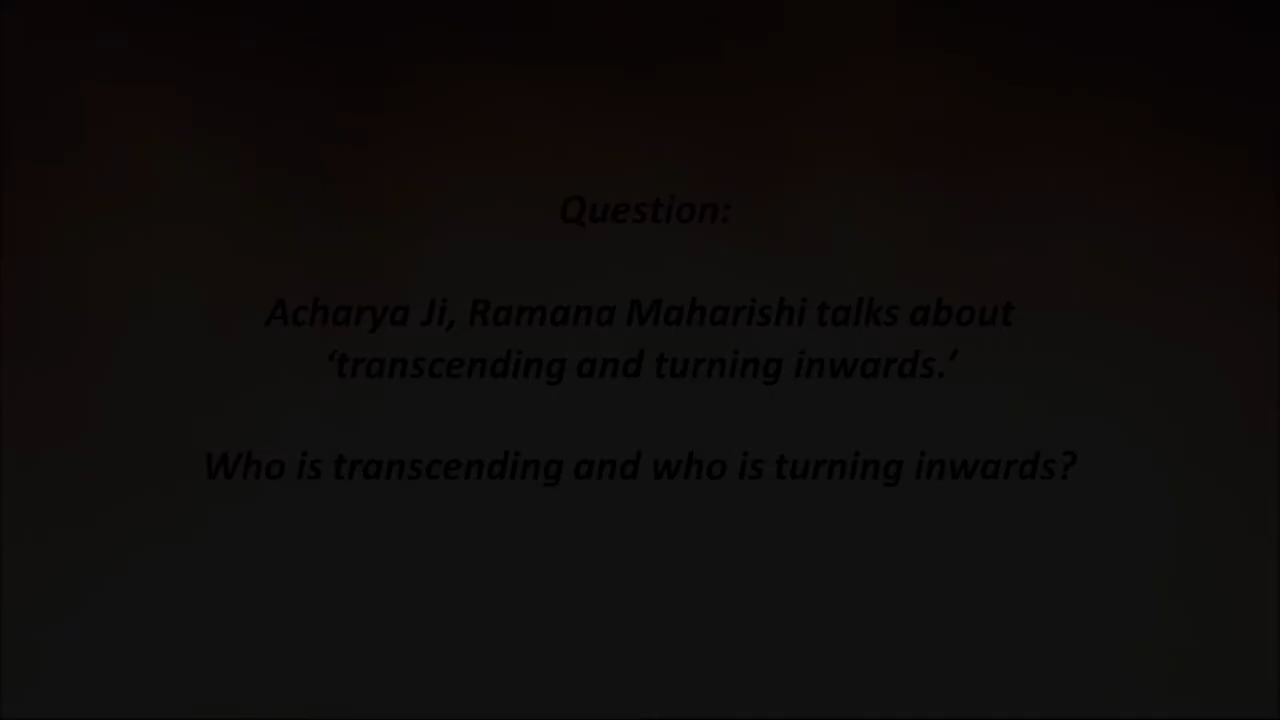 Question:
Acharya Ji, Ramana Maharishi talks about
‘transcending and turning inwards.’
Who is transcending and who is turning inwards?